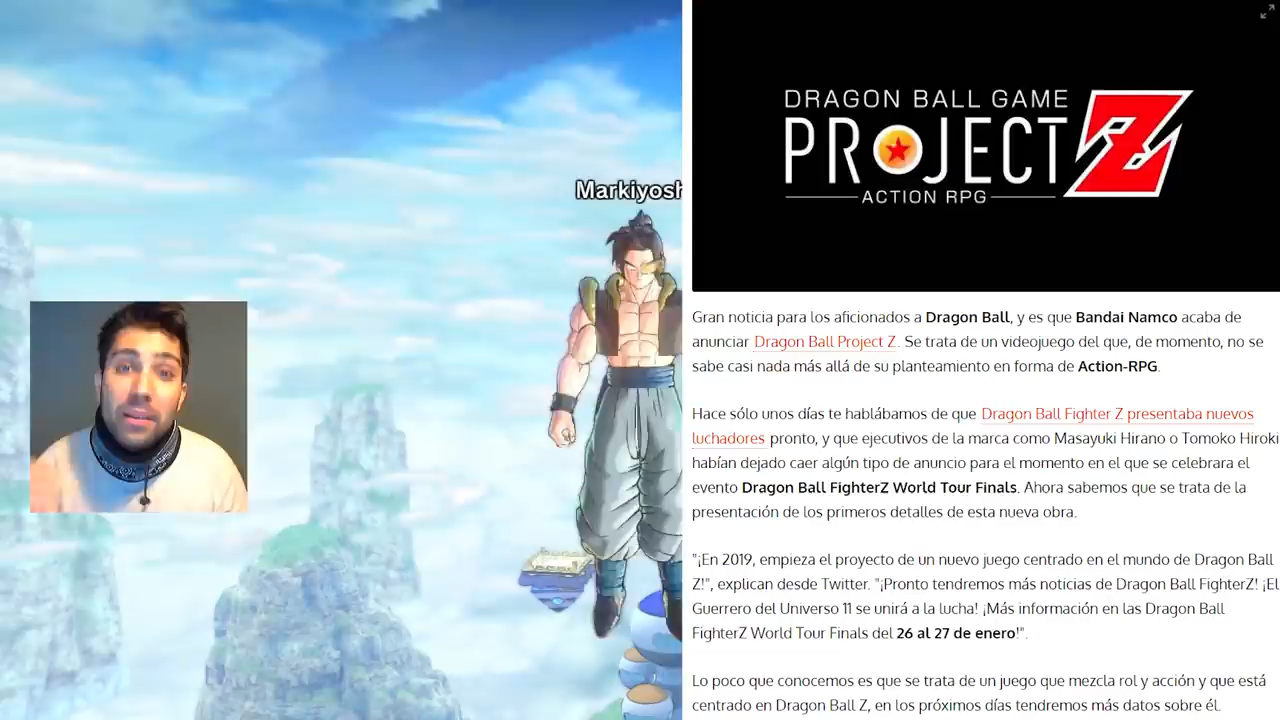 Markiyosh
DRAGON BALL GAME
PROJECT Z
ACTION RPG
Gran noticia para los aficionados a Dragon Ball, y es que Bandai Namco acaba de
anunciar Dragon Ball Project Z. Se trata de un videojuego del que, de momento, no se
sabe casi nada más allá de su planteamiento en forma de Action-RPG.
Hace sólo unos días te hablábamos de que Dragon Ball Fighter Z presentaba nuevos
luchadores pronto, y que ejecutivos de la marca como Masayuki Hirano o Tomoko Hiroki
habían dejado caer algún tipo de anuncio para el momento en el que se celebrara el
evento Dragon Ball FighterZ World Tour Finals. Ahora sabemos que se trata de la
presentación de los primeros detalles de esta nueva obra.
"¡En 2019, empieza el proyecto de un nuevo juego centrado en el mundo de Dragon Ball
Z!", explican desde Twitter. "¡Pronto tendremos más noticias de Dragon Ball FighterZ! ¡El
Guerrero del Universo 11 se unirá a la lucha! ¡Más información en las Dragon Ball
FighterZ World Tour Finals del 26 al 27 de enero!".
Lo poco que conocemos es que se trata de un juego que mezcla rol y acción y que está
centrado en Dragon Ball Z, en los próximos días tendremos más datos sobre él.